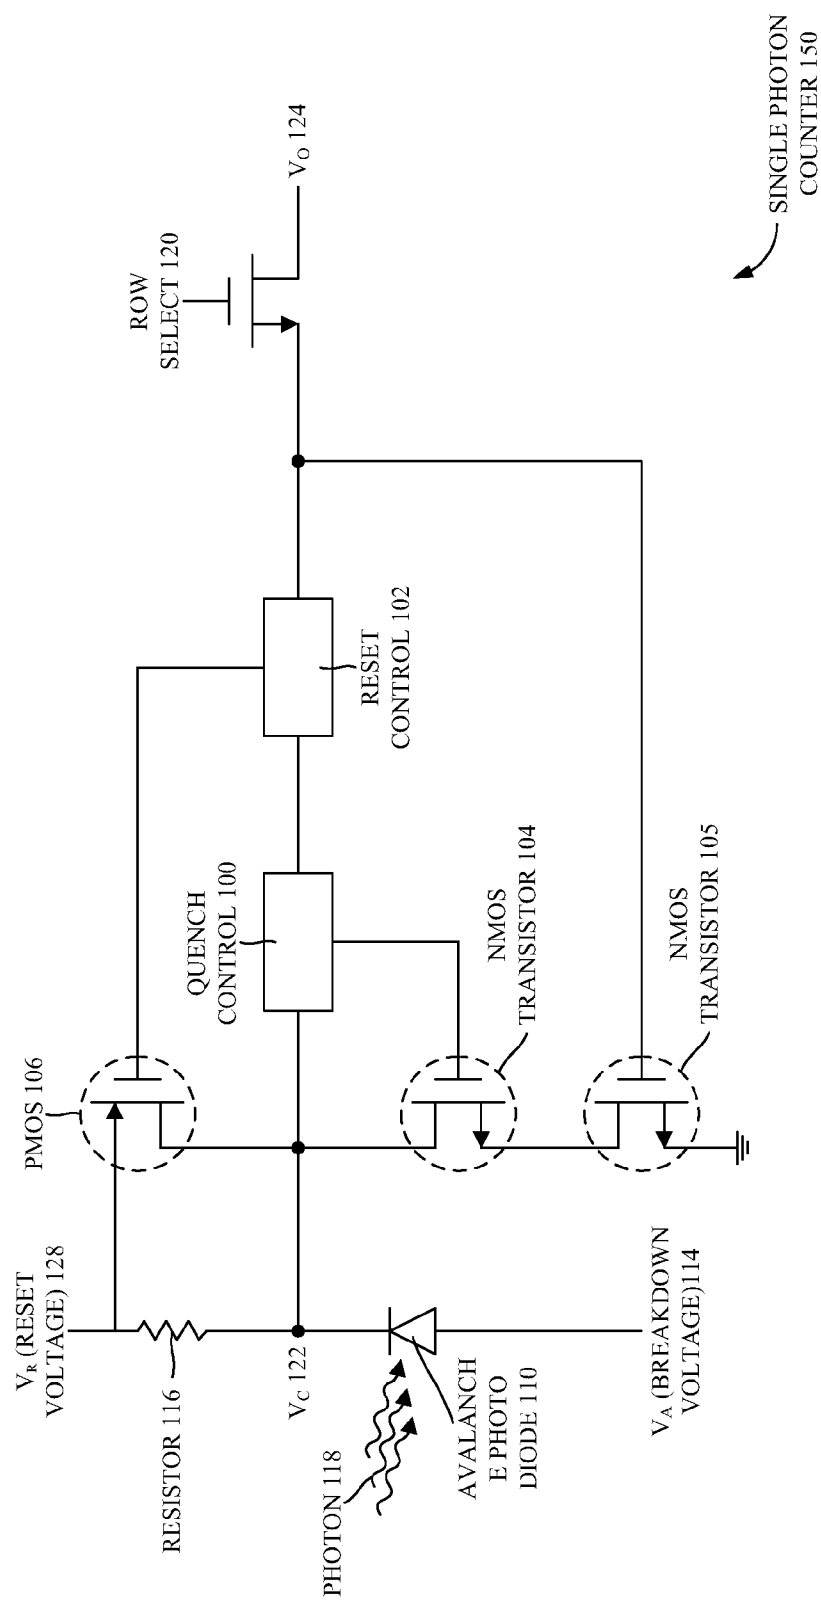 V_R (RESET
VOLTAGE) 128
RESISTOR 116
V_C 122
PHOTON 118
AVALANCH
E PHOTO
DIODE 110
V_A (BREAKDOWN
VOLTAGE)114
PMOS 106
QUENCH
CONTROL 100
NMOS
TRANSISTOR 104
NMOS
TRANSISTOR 105
RESET
CONTROL 102
ROW
SELECT 120
V_O 124
SINGLE PHOTON
COUNTER 150